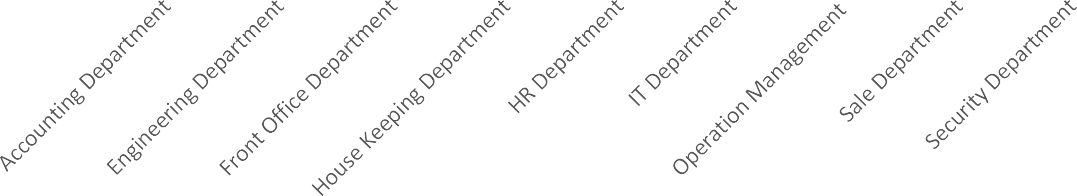 Accounting Department
Engineering Department
Front Office Department
House Keeping Department
HR Department
IT Department
Operation Management
Sale Department
Security Department